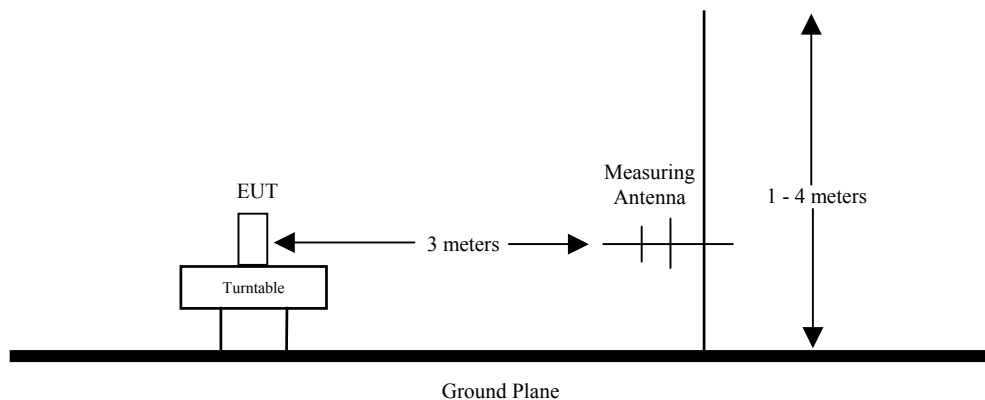 Measuring
Antenna
EUT
1 - 4 meters
3 meters
Turntable
Ground Plane